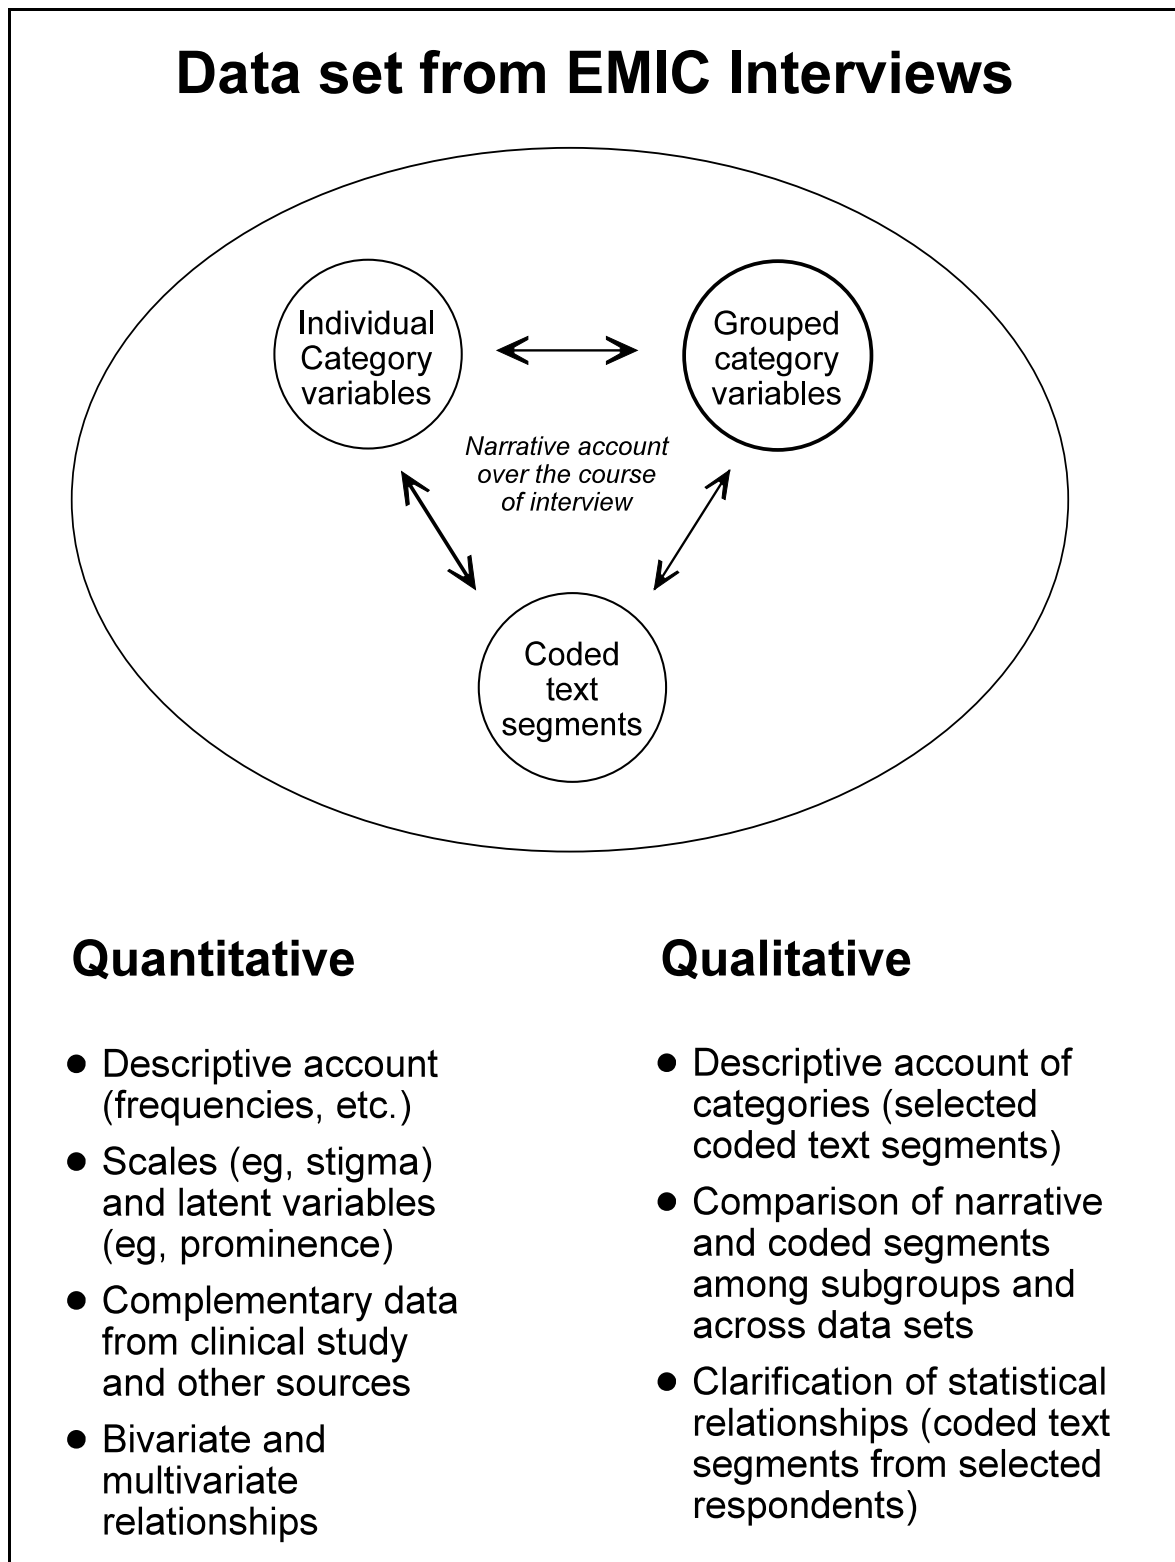 Data set from EMIC Interviews
Individual
Category
variables
Grouped
category
variables
Narrative account
over the course
of interview
Coded
text
segments
Quantitative
● Descriptive account
(frequencies, etc.)
● Scales (eg, stigma)
and latent variables
(eg, prominence)
● Complementary data
from clinical study
and other sources
● Bivariate and
multivariate
relationships
Qualitative
● Descriptive account of
categories (selected
coded text segments)
● Comparison of narrative
and coded segments
among subgroups and
across data sets
● Clarification of statistical
relationships (coded text
segments from selected
respondents)